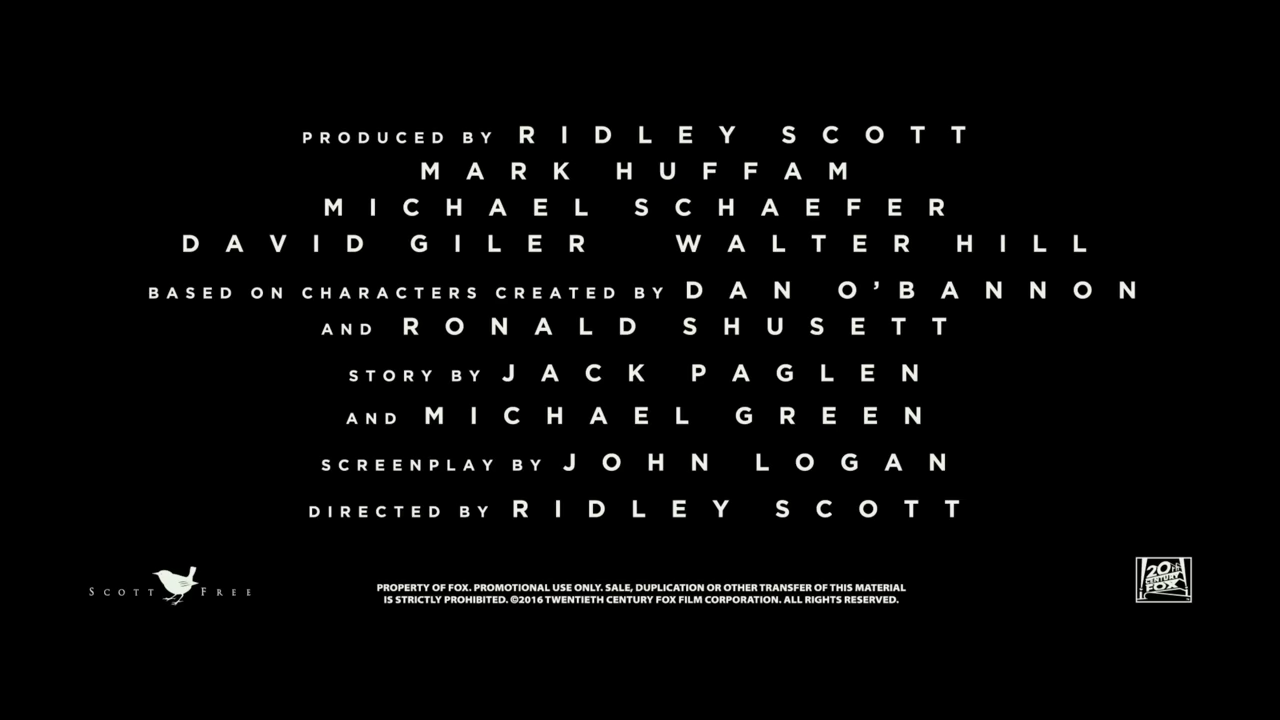 PRODUCED BY RIDLEY SCOTT
MARK HUFFAM
MICHAEL SCHAEFER
DAVID GILER WALTER HILL
BASED ON CHARACTERS CREATED BY DAN O'BANNON
AND RONALD SHUSETT
STORY BY JACK PAGLEN
AND MICHAEL GREEN
SCREENPLAY BY JOHN LOGAN
DIRECTED BY RIDLEY SCOTT
SCOTT FREE
PROPERTY OF FOX. PROMOTIONAL USE ONLY. SALE, DUPLICATION OR OTHER TRANSFER OF THIS MATERIAL
IS STRICTLY PROHIBITED. ©2016 TWENTIETH CENTURY FOX FILM CORPORATION. ALL RIGHTS RESERVED.
20th
CENTURY
FOX